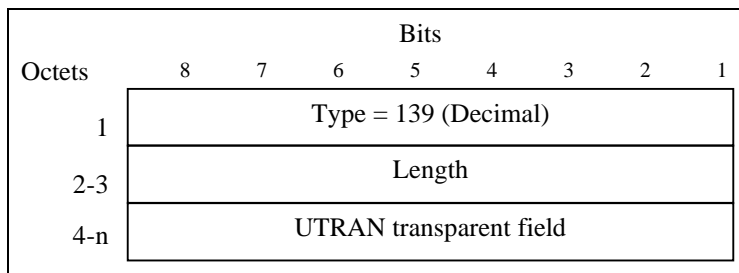 Bits
Octets 8 7 6 5 4 3 2 1
1 Type = 139 (Decimal)
2-3 Length
4-n UTRAN transparent field